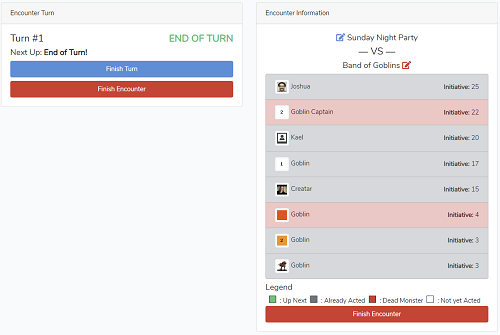 Encounter Turn
Turn #1 END OF TURN
Next Up: End of Turn!
Finish Turn
Finish Encounter
Encounter Information
Sunday Night Party
— VS —
Band of Goblins
Joshua Initiative: 25
2 Goblin Captain Initiative: 22
Kael Initiative: 20
1 Goblin Initiative: 17
Creatar Initiative: 15
Goblin Initiative: 4
2 Goblin Initiative: 3
Goblin Initiative: 3
Legend
: Up Next : Already Acted : Dead Monster : Not yet Acted
Finish Encounter